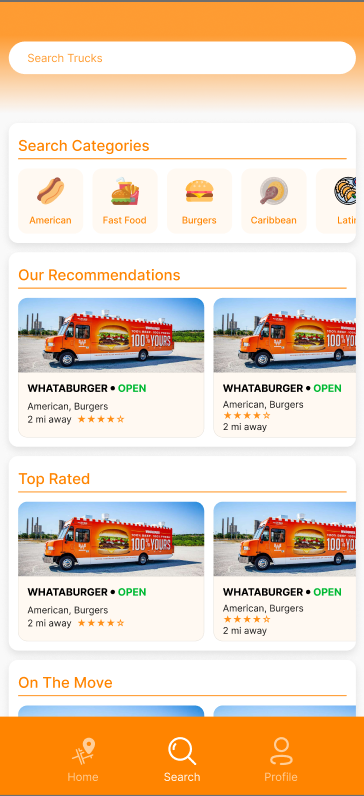 Search Trucks
Search Categories
American
Fast Food
Burgers
Caribbean
Our Recommendations
100% YOURS
100% YOURS
WHATABURGER • OPEN
American, Burgers
2 mi away ★★★★☆
WHATABURGER • OPEN
American, Burgers
★★★★☆
2 mi away
Top Rated
100% YOURS
100% YOURS
WHATABURGER • OPEN
American, Burgers
2 mi away ★★★★☆
WHATABURGER • OPEN
American, Burgers
★★★★☆
2 mi away
On The Move
Home
Search
Profile